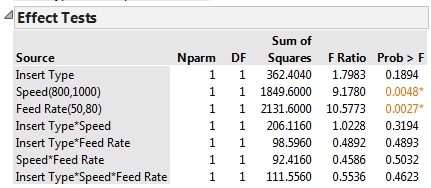 Effect Tests
Sum of
Source Nparm DF Squares F Ratio Prob > F
Insert Type 1 1 362.4040 1.7983 0.1894
Speed(800,1000) 1 1 1849.6000 9.1780 0.0048*
Feed Rate(50,80) 1 1 2131.6000 10.5773 0.0027*
Insert Type*Speed 1 1 206.1160 1.0228 0.3194
Insert Type*Feed Rate 1 1 98.5960 0.4892 0.4893
Speed*Feed Rate 1 1 92.4160 0.4586 0.5032
Insert Type*Speed*Feed Rate 1 1 111.5560 0.5536 0.4623